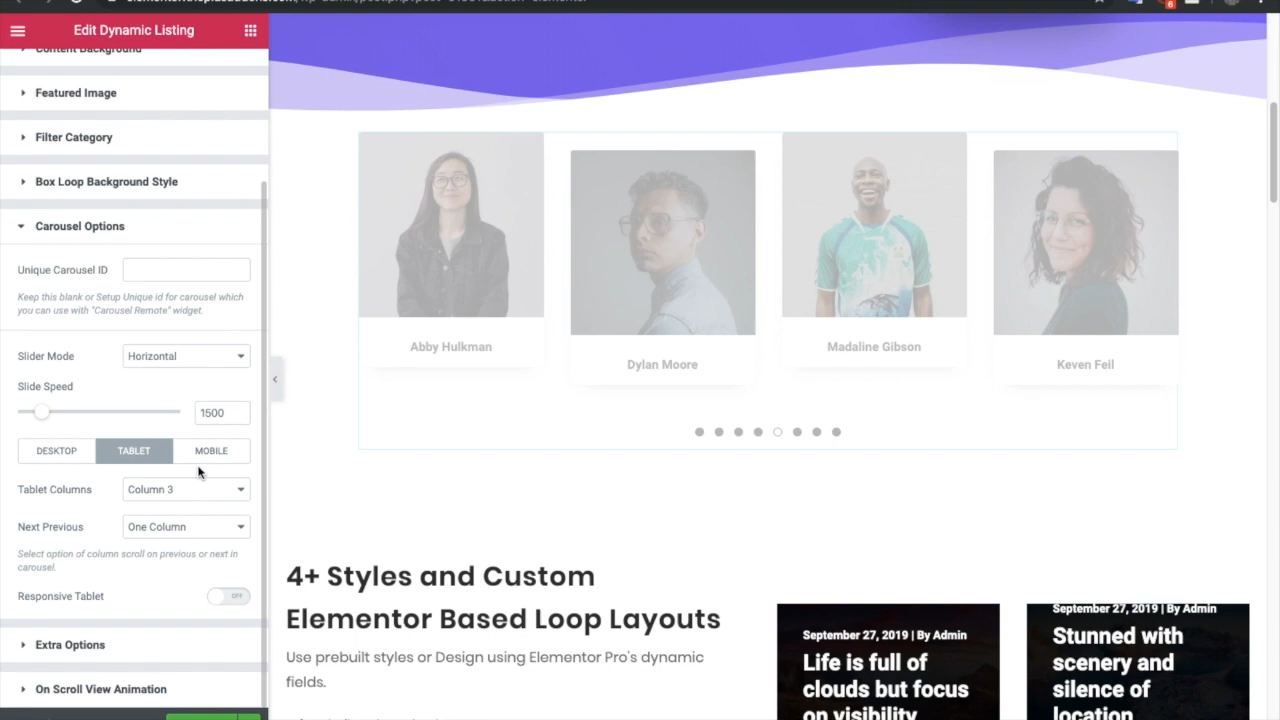 Edit Dynamic Listing
Content Background
Featured Image
Filter Category
Box Loop Background Style
Carousel Options
Unique Carousel ID
Keep this blank or Setup Unique id for carousel which
you can use with "Carousel Remote" widget.
Slider Mode
Horizontal
Slide Speed
1500
DESKTOP
TABLET
MOBILE
Tablet Columns
Column 3
Next Previous
One Column
Select option of column scroll on previous or next in
carousel.
Responsive Tablet
OFF
Extra Options
On Scroll View Animation
6
Abby Hulkman
Dylan Moore
Madaline Gibson
Keven Feil
4+ Styles and Custom
Elementor Based Loop Layouts
Use prebuilt styles or Design using Elementor Pro's dynamic
fields.
September 27, 2019 | By Admin
Life is full of
clouds but focus
on visibility
September 27, 2019 | By Admin
Stunned with
scenery and
silence of
location